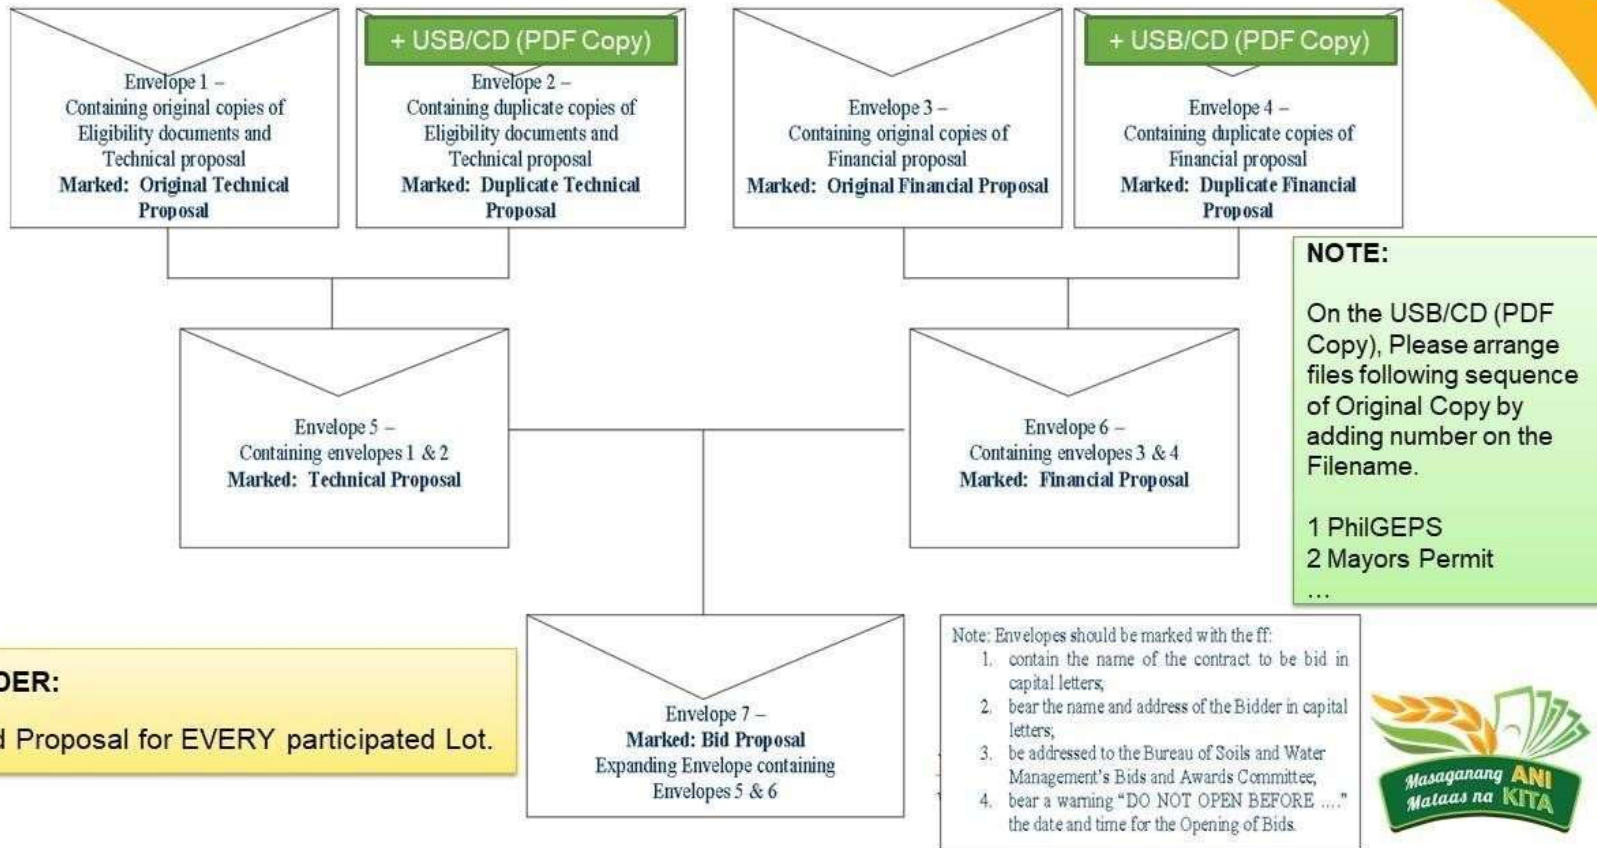 + USB/CD (PDF Copy)
+ USB/CD (PDF Copy)
Envelope 1 –
Containing original copies of
Eligibility documents and
Technical proposal
Marked: Original Technical
Proposal
Envelope 2 –
Containing duplicate copies of
Eligibility documents and
Technical proposal
Marked: Duplicate Technical
Proposal
Envelope 3 –
Containing original copies of
Financial proposal
Marked: Original Financial Proposal
Envelope 4 –
Containing duplicate copies of
Financial proposal
Marked: Duplicate Financial
Proposal
NOTE:
On the USB/CD (PDF
Copy), Please arrange
files following sequence
of Original Copy by
adding number on the
Filename.
1 PhilGEPS
2 Mayors Permit
...
Envelope 5 –
Containing envelopes 1 & 2
Marked: Technical Proposal
Envelope 6 –
Containing envelopes 3 & 4
Marked: Financial Proposal
DER:
Proposal for EVERY participated Lot.
Envelope 7 –
Marked: Bid Proposal
Expanding Envelope containing
Envelopes 5 & 6
Note: Envelopes should be marked with the ff:
1. contain the name of the contract to be bid in
capital letters;
2. bear the name and address of the Bidder in capital
letters;
3. be addressed to the Bureau of Soils and Water
Management's Bids and Awards Committee;
4. bear a warning "DO NOT OPEN BEFORE ...."
the date and time for the Opening of Bids.
Masaganang ANI
Mataas na KITA